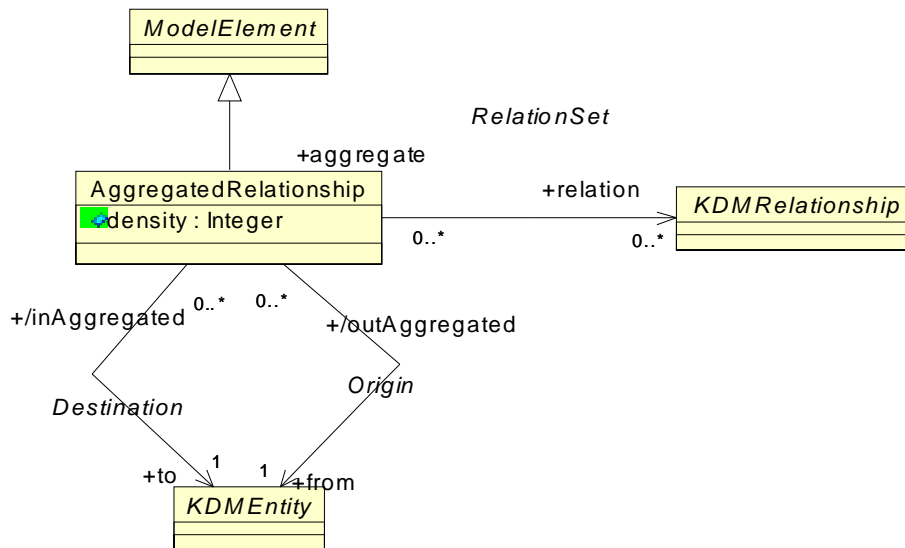 ModelElement
RelationSet
+aggregate
AggregatedRelationship
+relation
density : Integer
KDMRelationship
0..*
0..*
0..*
0..*
+/inAggregated
+/outAggregated
Origin
Destination
1
1
+to
+from
KDMEntity